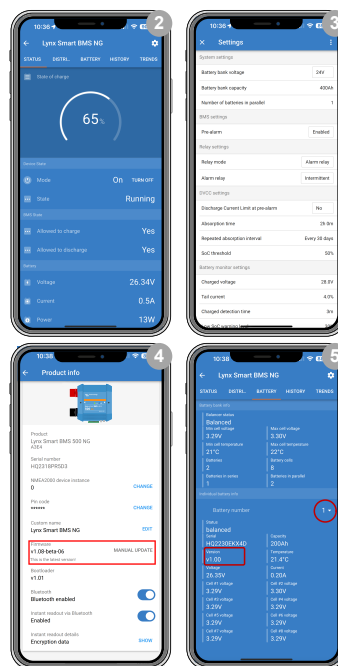 2
10:36
Lynx Smart BMS NG
STATUS DISTRI... BATTERY HISTORY TRENDS
State of charge
65%
Device State
Mode On TURN OFF
State Running
BMS State
Allowed to charge Yes
Allowed to discharge Yes
Battery
Voltage 26.34V
Current 0.5A
Power 13W
3
10:36
Settings
System settings
Battery bank voltage 24V
Battery bank capacity 400Ah
Number of batteries in parallel 1
BMS settings
Pre-alarm Enabled
Relay settings
Relay mode Alarm relay
Alarm relay Intermittent
DVCC settings
Discharge Current Limit at pre-alarm No
Absorption time 2h 0m
Repeated absorption interval Every 30 days
SoC threshold 50%
Battery monitor settings
Charged voltage 28.0V
Tail current 4.0%
Charged detection time 3m
4
10:38
Product info
Product
Lynx Smart BMS 500 NG
A3E4
Serial number
HQ2318PR5D3
NMEA2000 device instance
0 CHANGE
Pin code
•••••• CHANGE
Custom name
Lynx Smart BMS NG EDIT
Firmware
v1.08-beta-06 MANUAL UPDATE
This is the latest version!
Bootloader
v1.01
Bluetooth
Bluetooth enabled
Instant readout via Bluetooth
Enabled
Instant readout details
Encryption data SHOW
5
10:38
Lynx Smart BMS NG
STATUS DISTRI... BATTERY HISTORY TRENDS
Battery bank info
Balancer status
Balanced
Min cell voltage Max cell voltage
3.29V 3.30V
Min cell temperature Max cell temperature
21°C 22°C
Batteries Battery cells
2 8
Batteries in series Batteries in parallel
1 2
Individual battery info
Battery number 1
Status
balanced
Serial Capacity
HQ2230EKX4D 200Ah
Version Temperature
v1.00 21.4°C
Voltage Current
26.35V 0.20A
Cell #1 voltage Cell #2 voltage
3.29V 3.30V
Cell #3 voltage Cell #4 voltage
3.29V 3.29V
Cell #5 voltage Cell #6 voltage
3.29V 3.29V
Cell #7 voltage Cell #8 voltage
3.29V 3.29V